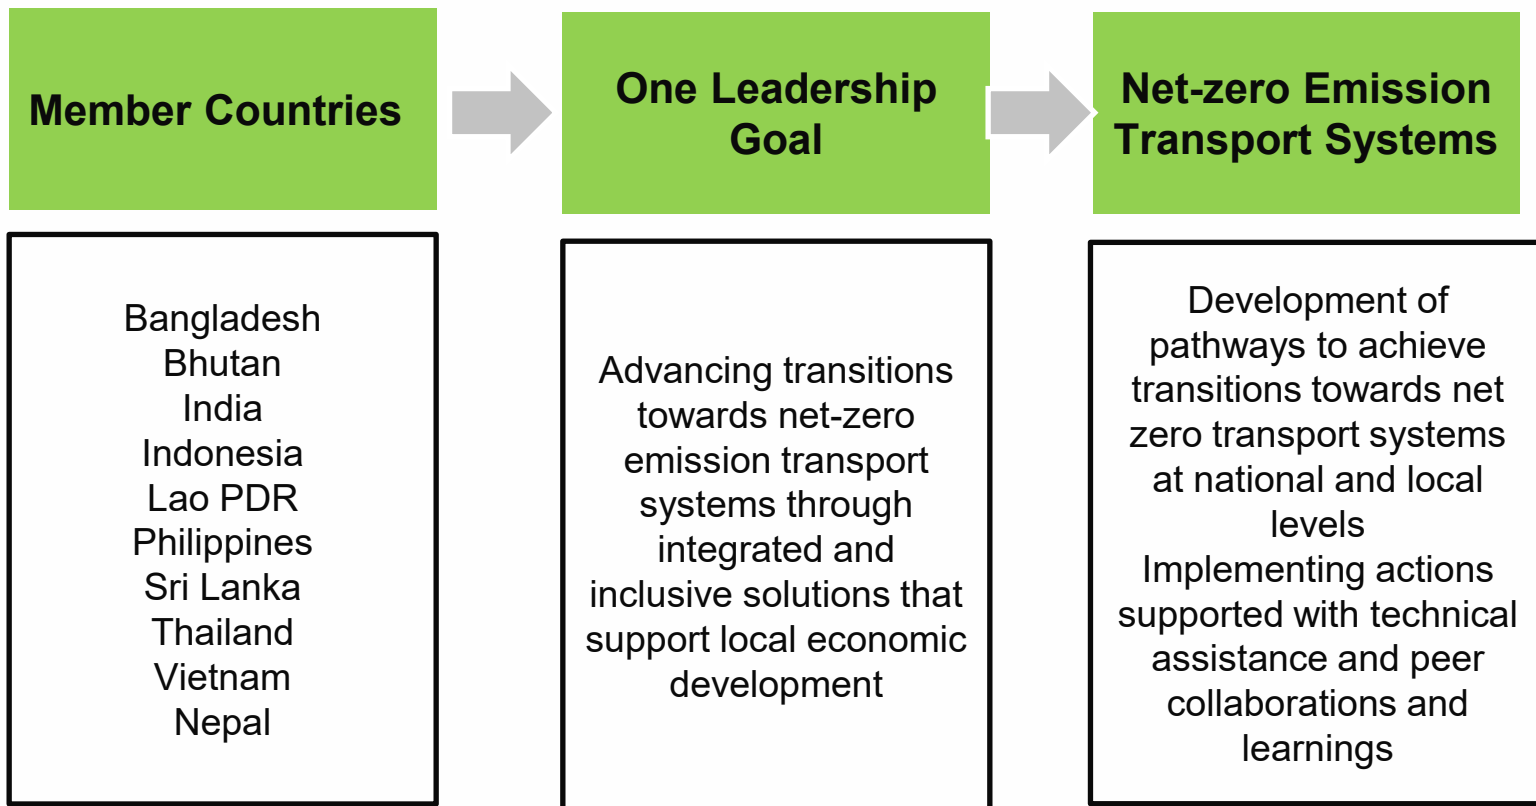 Member Countries
Bangladesh
Bhutan
India
Indonesia
Lao PDR
Philippines
Sri Lanka
Thailand
Vietnam
Nepal
One Leadership
Goal
Advancing transitions
towards net-zero
emission transport
systems through
integrated and
inclusive solutions that
support local economic
development
Net-zero Emission
Transport Systems
Development of
pathways to achieve
transitions towards net
zero transport systems
at national and local
levels
Implementing actions
supported with technical
assistance and peer
collaborations and
learnings